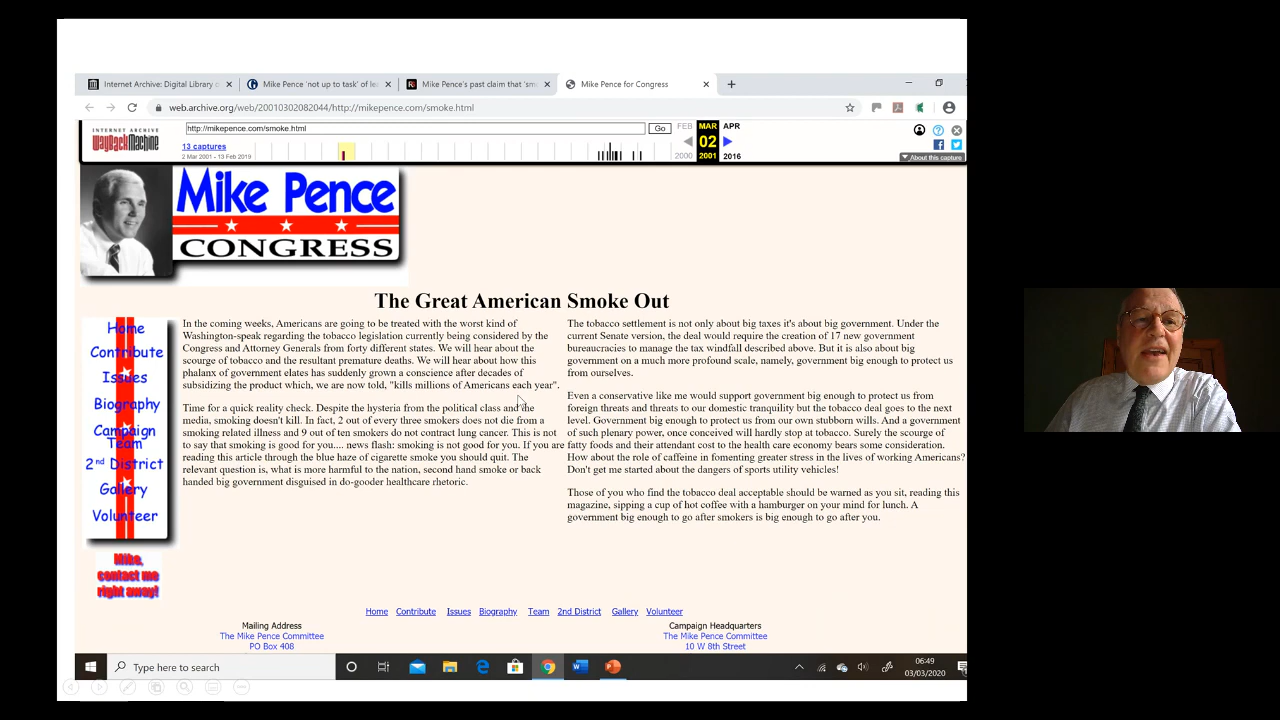 Internet Archive: Digital Library o
Mike Pence 'not up to task' of lea
Mike Pence's past claim that 'smo
Mike Pence for Congress
web.archive.org/web/20010302082044/http://mikepence.com/smoke.html
INTERNET ARCHIVE
WayBackMachine
http://mikepence.com/smoke.html
Go
FEB MAR APR
13 captures
02
2 Mar 2001 - 13 Feb 2019
2000 2001 2016
About this capture
Mike Pence
CONGRESS
The Great American Smoke Out
Home
Contribute
Issues
Biography
Campaign
Team
2nd District
Gallery
Volunteer
Mike,
contact me
right away!
In the coming weeks, Americans are going to be treated with the worst kind of
Washington-speak regarding the tobacco legislation currently being considered by the
Congress and Attorney Generals from forty different states. We will hear about the
scourge of tobacco and the resultant premature deaths. We will hear about how this
phalanx of government elates has suddenly grown a conscience after decades of
subsidizing the product which, we are now told, "kills millions of Americans each year".
Time for a quick reality check. Despite the hysteria from the political class and the
media, smoking doesn't kill. In fact, 2 out of every three smokers does not die from a
smoking related illness and 9 out of ten smokers do not contract lung cancer. This is not
to say that smoking is good for you.... news flash: smoking is not good for you. If you are
reading this article through the blue haze of cigarette smoke you should quit. The
relevant question is, what is more harmful to the nation, second hand smoke or back
handed big government disguised in do-gooder healthcare rhetoric.
The tobacco settlement is not only about big taxes it's about big government. Under the
current Senate version, the deal would require the creation of 17 new government
bureaucracies to manage the tax windfall described above. But it is also about big
government on a much more profound scale, namely, government big enough to protect us
from ourselves.
Even a conservative like me would support government big enough to protect us from
foreign threats and threats to our domestic tranquility but the tobacco deal goes to the next
level. Government big enough to protect us from our own stubborn wills. And a government
of such plenary power, once conceived will hardly stop at tobacco. Surely the scourge of
fatty foods and their attendant cost to the health care economy bears some consideration.
How about the role of caffeine in fomenting greater stress in the lives of working Americans?
Don't get me started about the dangers of sports utility vehicles!
Those of you who find the tobacco deal acceptable should be warned as you sit, reading this
magazine, sipping a cup of hot coffee with a hamburger on your mind for lunch. A
government big enough to go after smokers is big enough to go after you.
Home Contribute Issues Biography Team 2nd District Gallery Volunteer
Mailing Address
The Mike Pence Committee
PO Box 408
Campaign Headquarters
The Mike Pence Committee
10 W 8th Street
Type here to search
06:49
03/03/2020